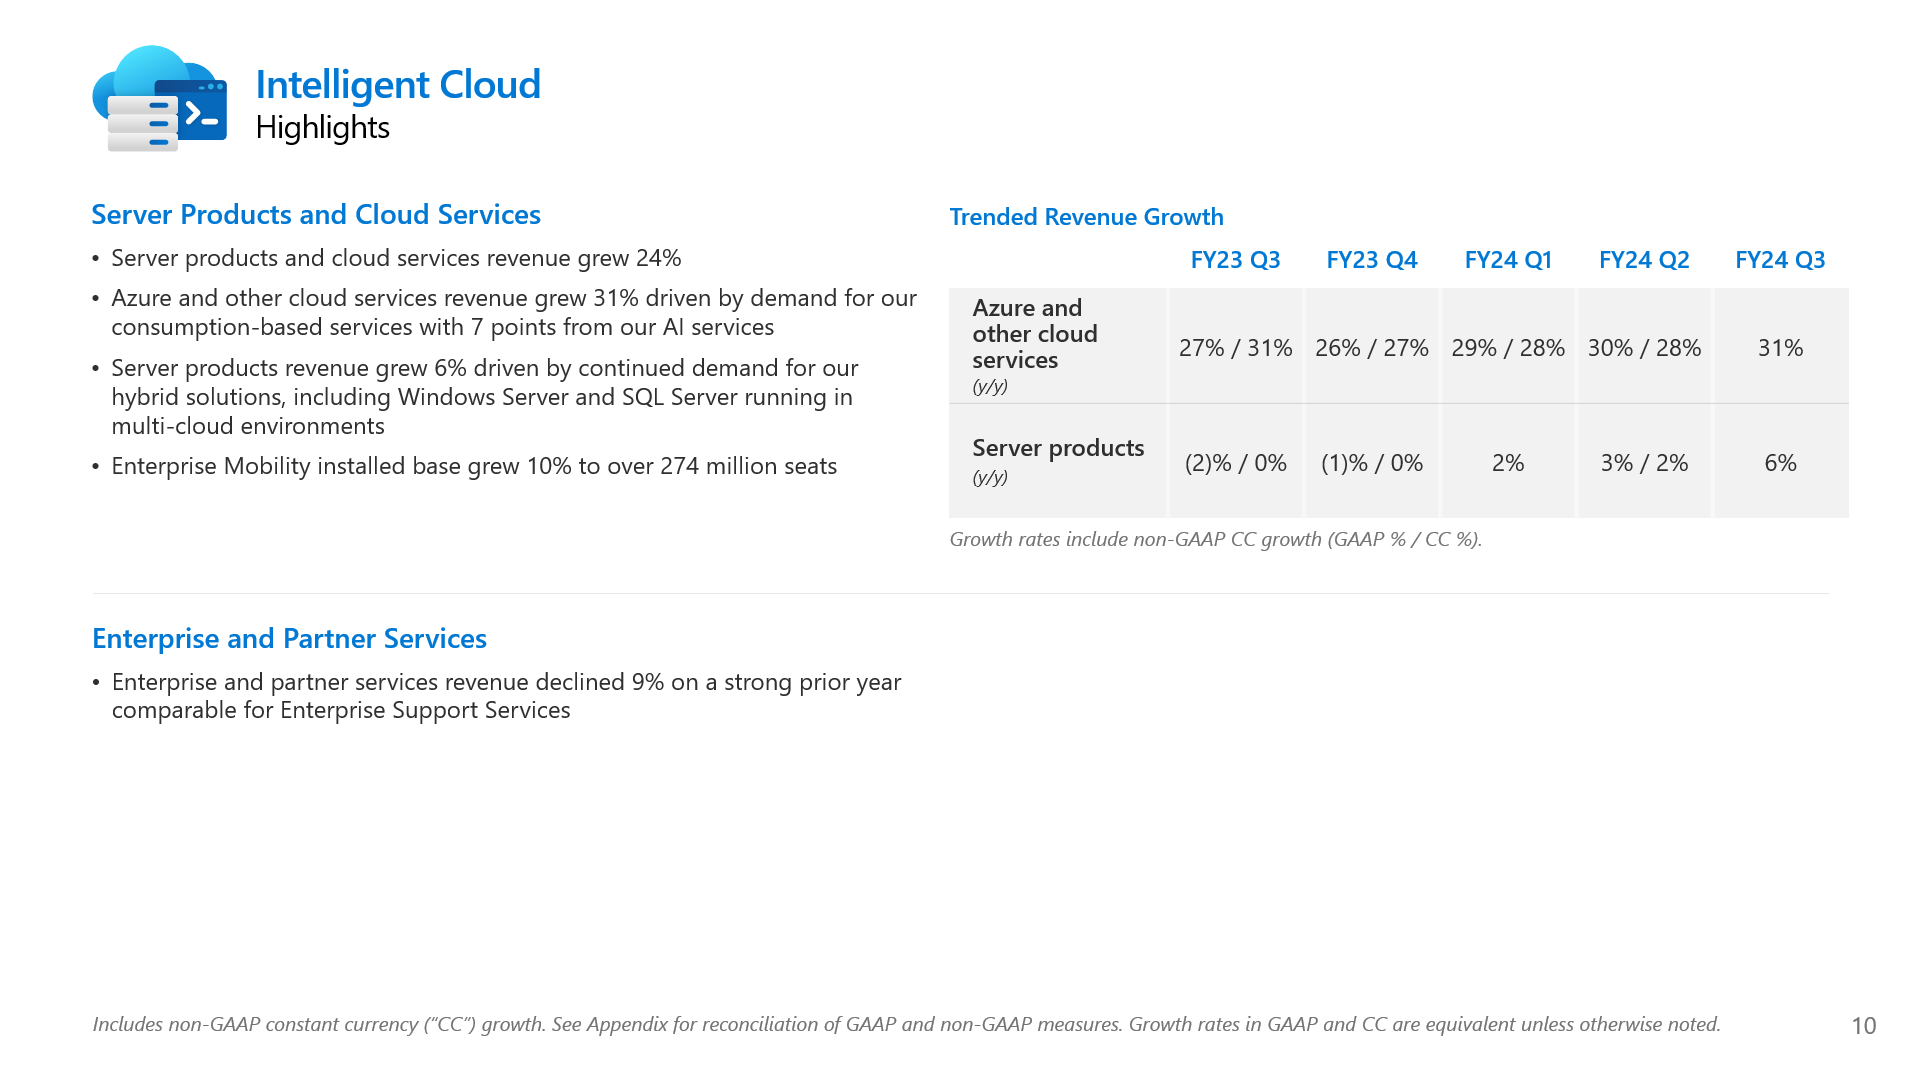 Intelligent Cloud
Highlights
Server Products and Cloud Services
• Server products and cloud services revenue grew 24%
• Azure and other cloud services revenue grew 31% driven by demand for our
consumption-based services with 7 points from our AI services
• Server products revenue grew 6% driven by continued demand for our
hybrid solutions, including Windows Server and SQL Server running in
multi-cloud environments
• Enterprise Mobility installed base grew 10% to over 274 million seats
Trended Revenue Growth
FY23 Q3 FY23 Q4 FY24 Q1 FY24 Q2 FY24 Q3
Azure and
other cloud
services
(y/y)
27% / 31% 26% / 27% 29% / 28% 30% / 28% 31%
Server products
(y/y)
(2)% / 0% (1)% / 0% 2% 3% / 2% 6%
Growth rates include non-GAAP CC growth (GAAP % / CC %).
Enterprise and Partner Services
• Enterprise and partner services revenue declined 9% on a strong prior year
comparable for Enterprise Support Services
Includes non-GAAP constant currency (“CC”) growth. See Appendix for reconciliation of GAAP and non-GAAP measures. Growth rates in GAAP and CC are equivalent unless otherwise noted.
10